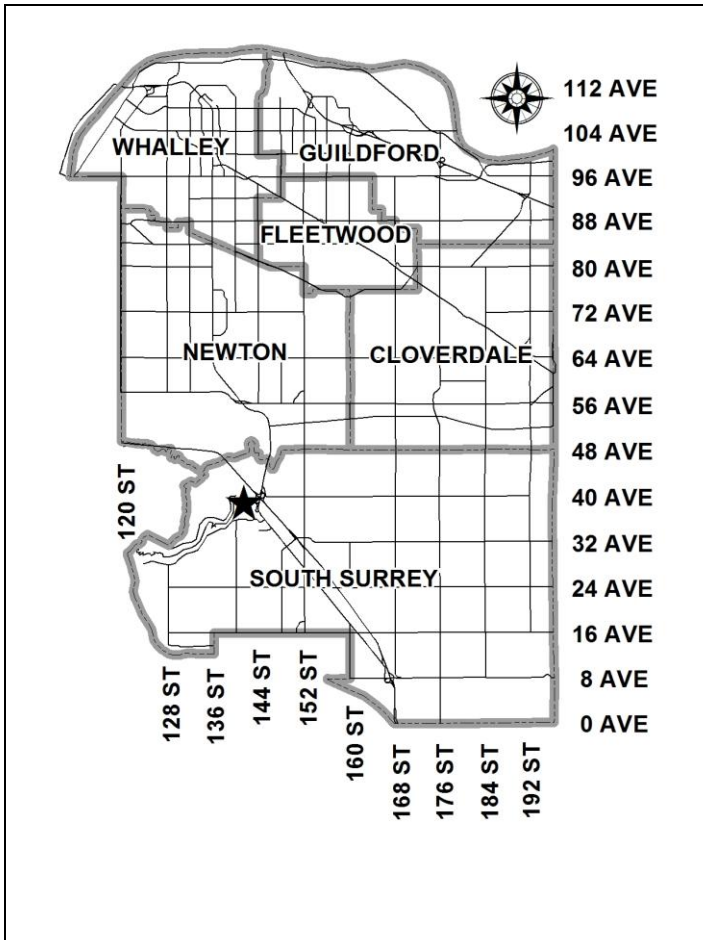 112 AVE
104 AVE
WHALLEY
GUILDFORD
96 AVE
88 AVE
FLEETWOOD
80 AVE
72 AVE
NEWTON
CLOVERDALE
64 AVE
56 AVE
48 AVE
120 ST
40 AVE
32 AVE
SOUTH SURREY
24 AVE
16 AVE
8 AVE
0 AVE
128 ST
136 ST
144 ST
152 ST
160 ST
168 ST
176 ST
184 ST
192 ST